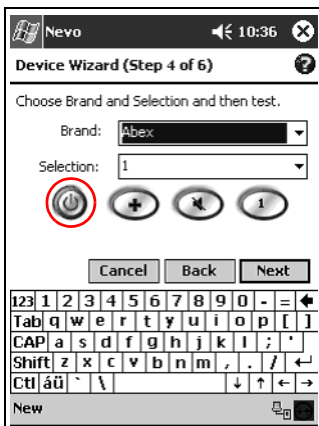 Nevo 10:36
Device Wizard (Step 4 of 6)
Choose Brand and Selection and then test.
Brand: Abex
Selection: 1
1
Cancel Back Next
123 1 2 3 4 5 6 7 8 9 0 - =
Tab q w e r t y u i o p [ ]
CAP a s d f g h j k l ; '
Shift z x c v b n m , . /
Ctl áü ` \
New